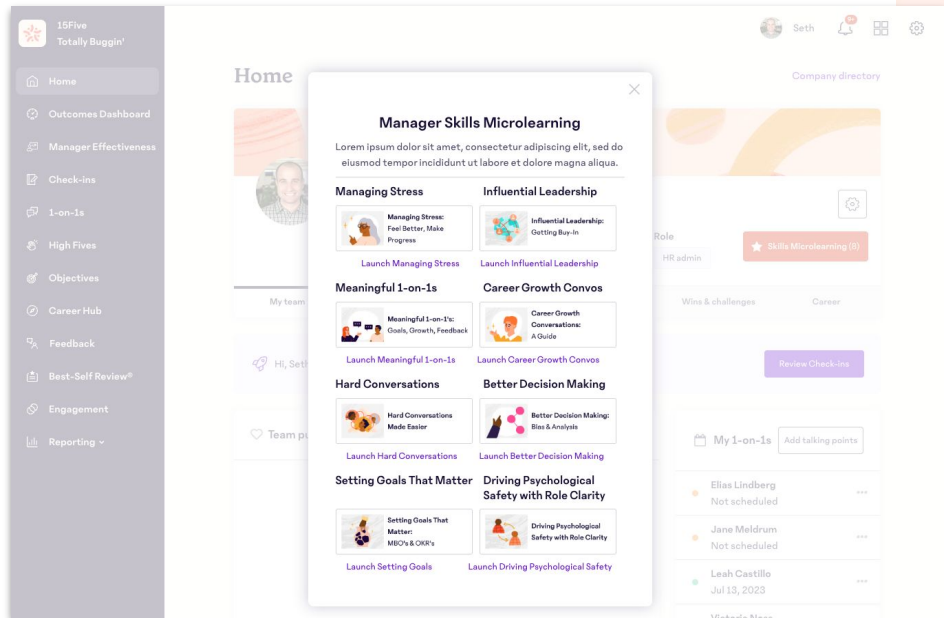 15Five
Totally Buggin'
Home
Outcomes Dashboard
Manager Effectiveness
Check-ins
1-on-1s
High Fives
Objectives
Career Hub
Feedback
Best-Self Review®
Engagement
Reporting
Seth
9+
Home
Company directory
Role
HR admin
Skills Microlearning (8)
My team
Wins & challenges
Career
Hi, Seth
Review Check-ins
Team pu
My 1-on-1s
Add talking points
Elias Lindberg
Not scheduled
Jane Meldrum
Not scheduled
Leah Castillo
Jul 13, 2023
Manager Skills Microlearning
Lorem ipsum dolor sit amet, consectetur adipiscing elit, sed do
eiusmod tempor incididunt ut labore et dolore magna aliqua.
Managing Stress
Managing Stress:
Feel Better, Make
Progress
Launch Managing Stress
Influential Leadership
Influential Leadership:
Gotting Buy-In
Launch Influential Leadership
Meaningful 1-on-1s
Meaningful 1-on-1's:
Goals, Growth, Feedback
Launch Meaningful 1-on-1s
Career Growth Convos
Career Growth
Conversations:
A Guide
Launch Career Growth Convos
Hard Conversations
Hard Conversations
Made Easier
Launch Hard Conversations
Better Decision Making
Better Decision Making:
Bias & Analysis
Launch Better Decision Making
Setting Goals That Matter
Setting Goals That
Matter:
MBO's & OKR's
Launch Setting Goals
Driving Psychological
Safety with Role Clarity
Driving Psychological
Safety with Role Clarity
Launch Driving Psychological Safety